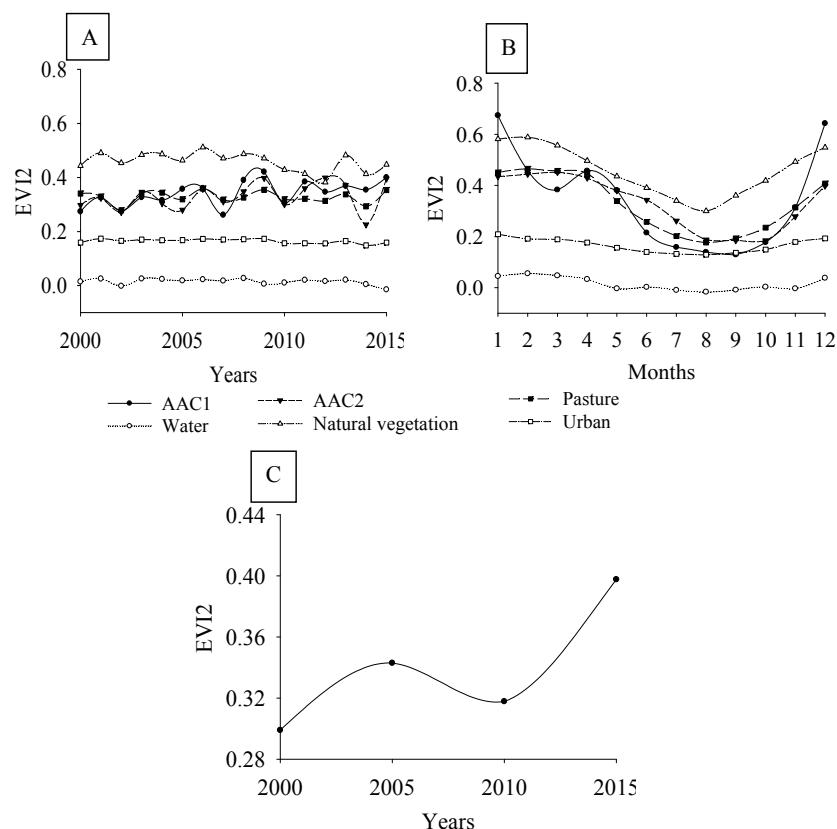 A
B
0.8
0.6
0.4
0.2
0.0
EVI2
2000 2005 2010 2015
Years
0.8
0.6
0.4
0.2
0.0
EVI2
1 2 3 4 5 6 7 8 9 10 11 12
Months
AAC1 AAC2 Pasture
Water Natural vegetation Urban
C
0.44
0.40
0.36
0.32
0.28
EVI2
2000 2005 2010 2015
Years